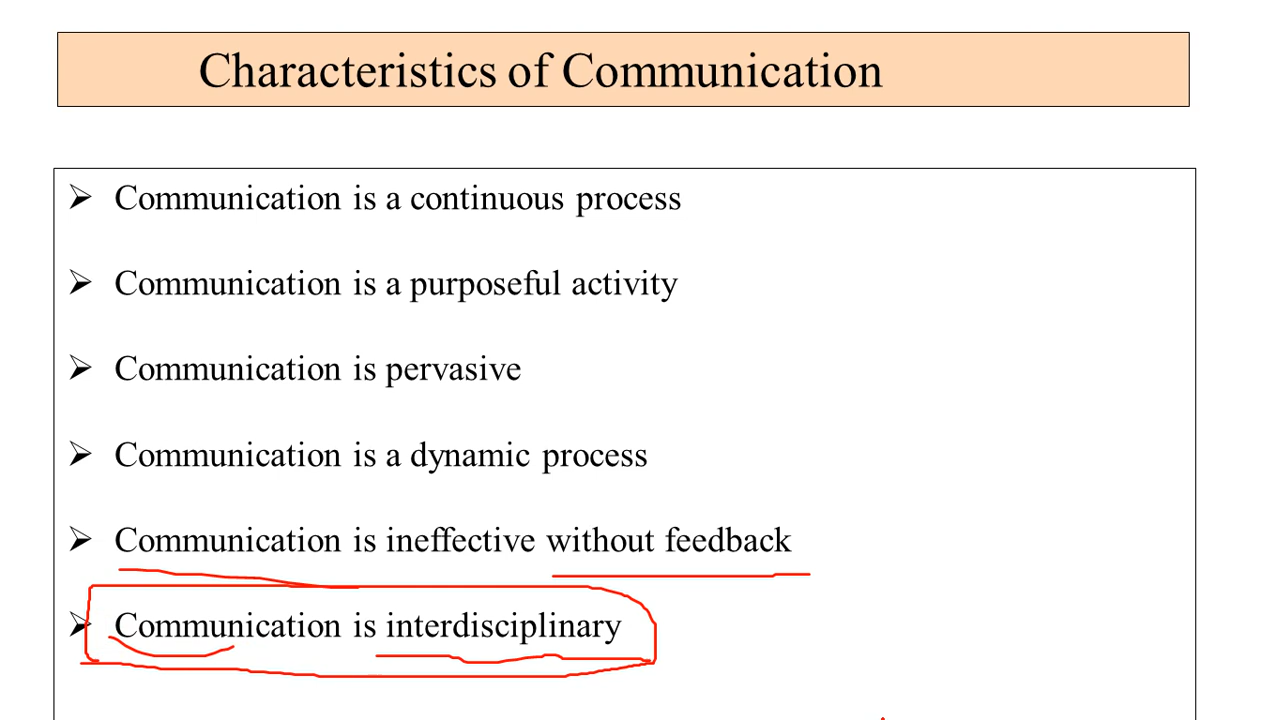 Characteristics of Communication
➢ Communication is a continuous process
➢ Communication is a purposeful activity
➢ Communication is pervasive
➢ Communication is a dynamic process
➢ Communication is ineffective without feedback
➢ Communication is interdisciplinary